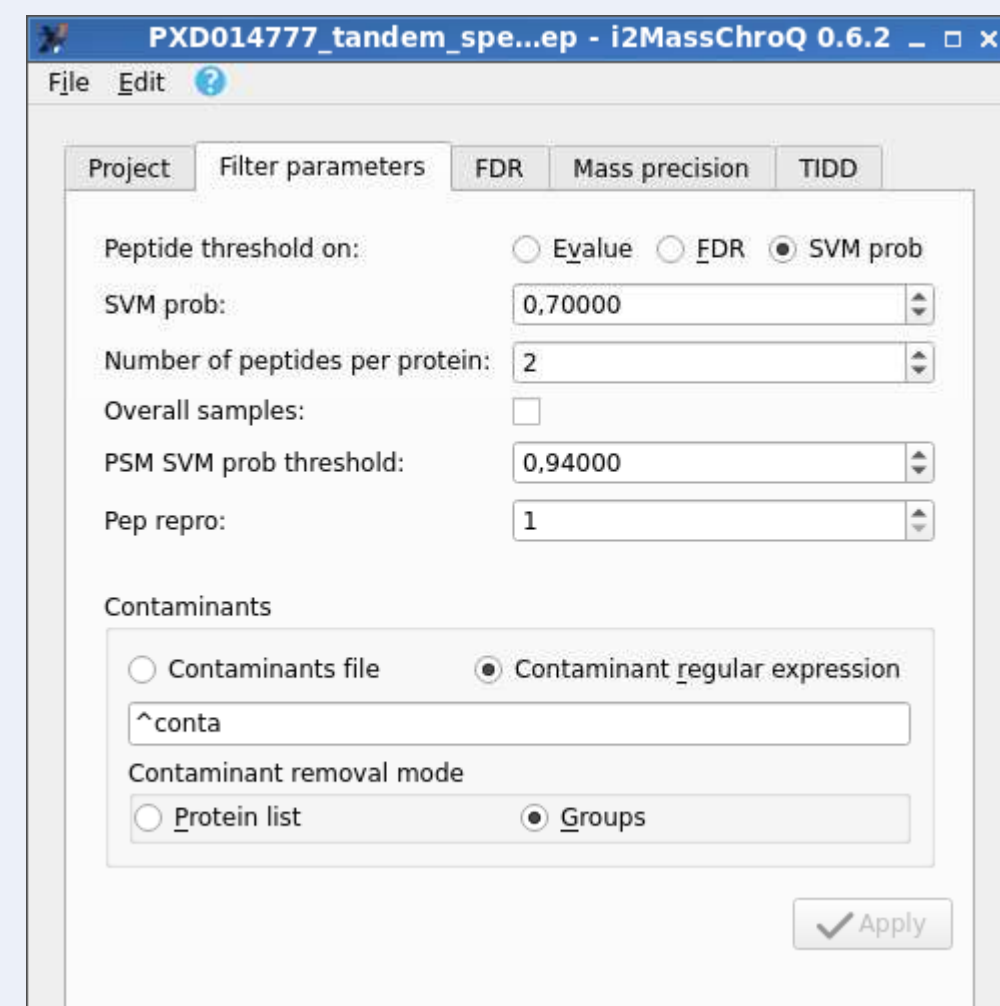 PXD014777_tandem_spe...ep - i2MassChroQ 0.6.2
File Edit ?
Project Filter parameters FDR Mass precision TIDD
Peptide threshold on: Evalue FDR SVM prob
SVM prob: 0,70000
Number of peptides per protein: 2
Overall samples:
PSM SVM prob threshold: 0,94000
Pep repro: 1
Contaminants
Contaminants file Contaminant regular expression
^conta
Contaminant removal mode
Protein list Groups
Apply